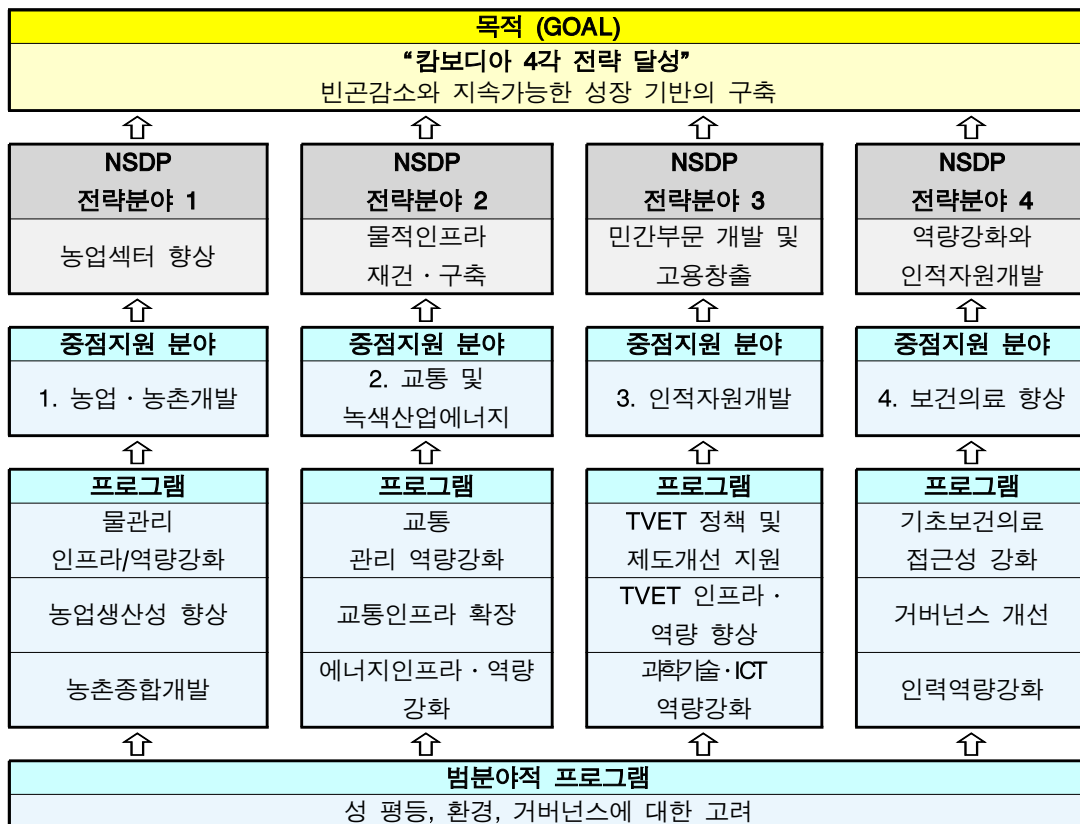 목적 (GOAL)
“캄보디아 4각 전략 달성”
빈곤감소와 지속가능한 성장 기반의 구축
NSDP
전략분야 1
농업섹터 향상
NSDP
전략분야 2
물적인프라
재건 · 구축
NSDP
전략분야 3
민간부문 개발 및
고용창출
NSDP
전략분야 4
역량강화와
인적자원개발
중점지원 분야
1. 농업 · 농촌개발
중점지원 분야
2. 교통 및
녹색산업에너지
중점지원 분야
3. 인적자원개발
중점지원 분야
4. 보건의료 향상
프로그램
물관리
인프라/역량강화
농업생산성 향상
농촌종합개발
프로그램
교통
관리 역량강화
교통인프라 확장
에너지인프라 · 역량
강화
프로그램
TVET 정책 및
제도개선 지원
TVET 인프라 ·
역량 향상
과학기술 · ICT
역량강화
프로그램
기초보건의료
접근성 강화
거버넌스 개선
인력역량강화
범분야적 프로그램
성 평등, 환경, 거버넌스에 대한 고려